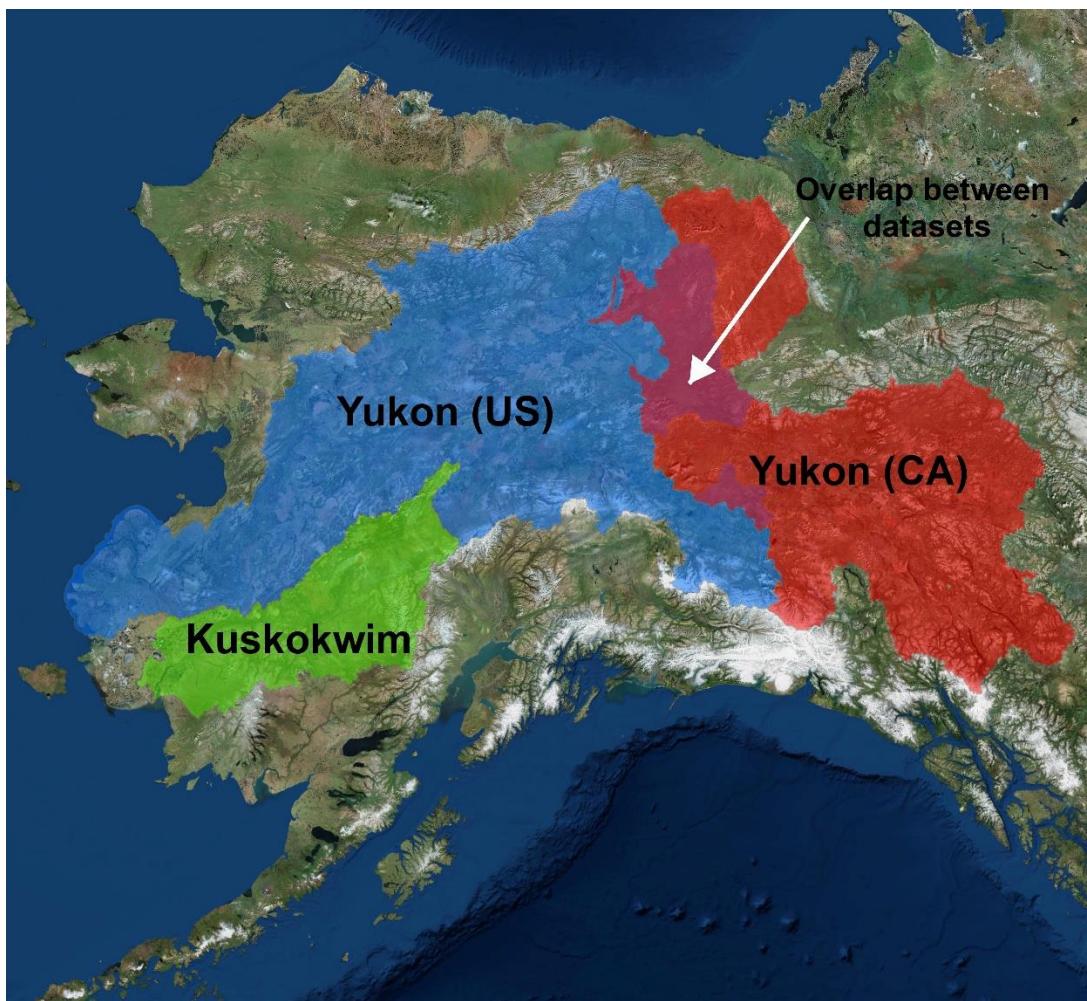 Overlap between
datasets
Yukon (US)
Yukon (CA)
Kuskokwim